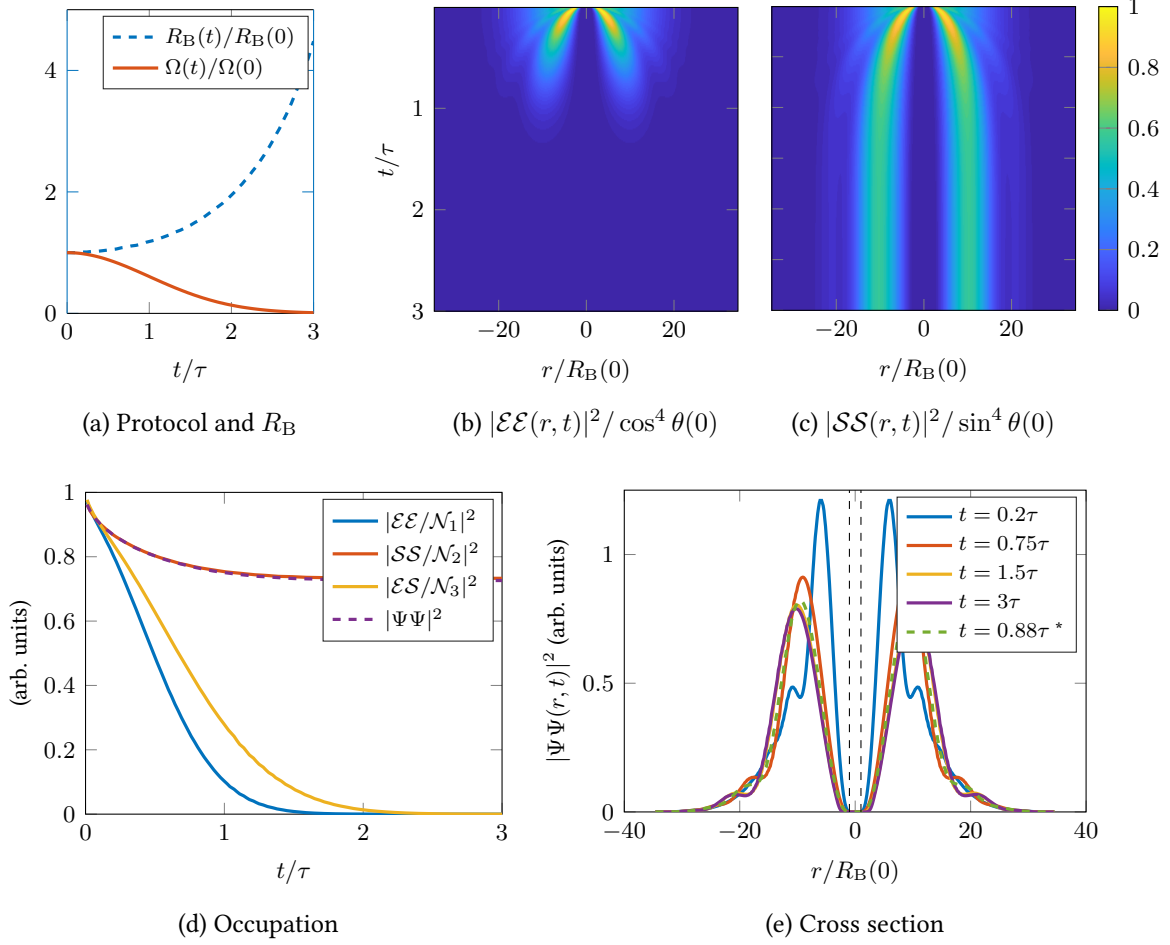 R_B(t)/R_B(0)
Ω(t)/Ω(0)
4
2
0
0 1 2 3
t/τ
(a) Protocol and R_B
t/τ
1
2
3
−20 0 20
r/R_B(0)
(b) |ℰℰ(r, t)|²/ cos⁴ θ(0)
−20 0 20
r/R_B(0)
(c) |𝒮𝒮(r, t)|²/ sin⁴ θ(0)
1
0.8
0.6
0.4
0.2
0
(arb. units)
1
0.8
0.6
0.4
0.2
0
|ℰℰ/𝒩₁|²
|𝒮𝒮/𝒩₂|²
|ℰ𝒮/𝒩₃|²
|ΨΨ|²
0 1 2 3
t/τ
(d) Occupation
|ΨΨ(r, t)|² (arb. units)
1
0.5
0
t = 0.2τ
t = 0.75τ
t = 1.5τ
t = 3τ
t = 0.88τ *
−40 −20 0 20 40
r/R_B(0)
(e) Cross section